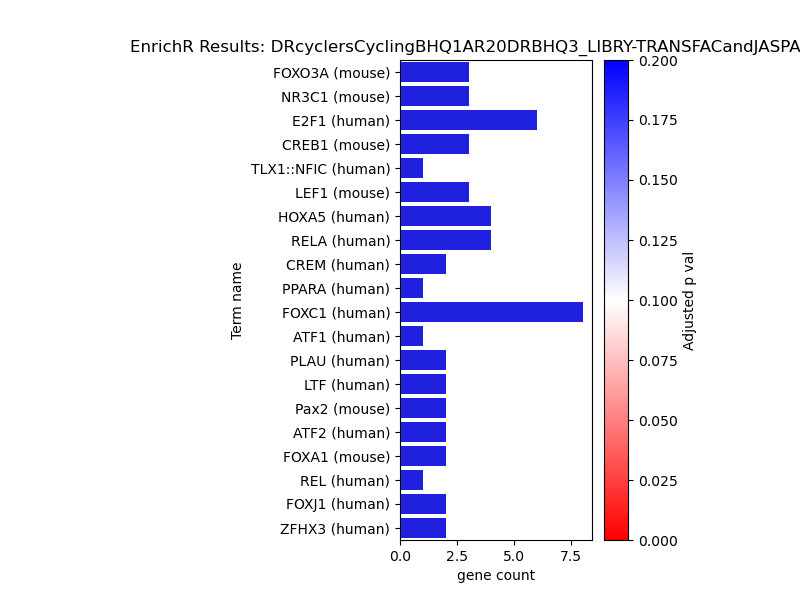 EnrichR Results: DRcyclersCyclingBHQ1AR20DRBHQ3_LIBRY-TRANSFACandJASPA
FOXO3A (mouse)
NR3C1 (mouse)
E2F1 (human)
CREB1 (mouse)
TLX1::NFIC (human)
LEF1 (mouse)
HOXA5 (human)
RELA (human)
CREM (human)
PPARA (human)
FOXC1 (human)
ATF1 (human)
PLAU (human)
LTF (human)
Pax2 (mouse)
ATF2 (human)
FOXA1 (mouse)
REL (human)
FOXJ1 (human)
ZFHX3 (human)
Term name
0.0 2.5 5.0 7.5
gene count
0.200
0.175
0.150
0.125
0.100
0.075
0.050
0.025
0.000
Adjusted p val